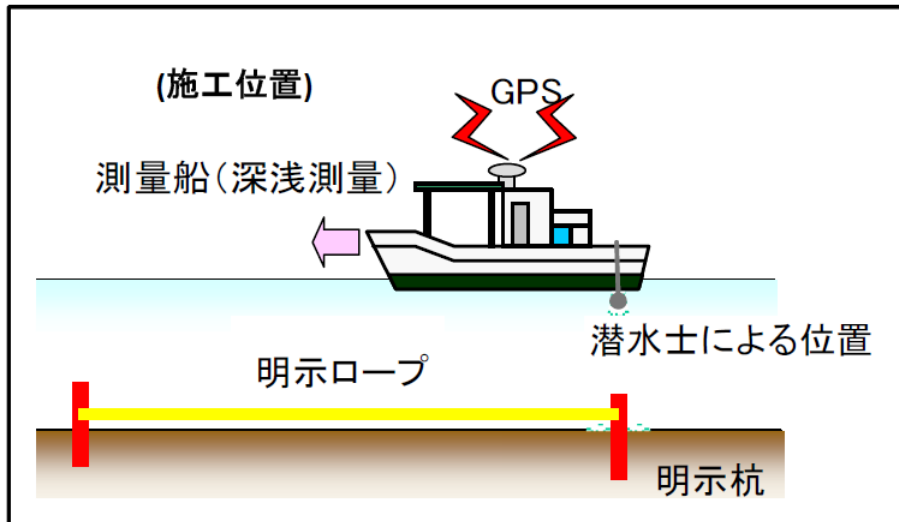 (施工位置)
GPS
測量船(深浅測量)
潜水士による位置
明示ロープ
明示杭